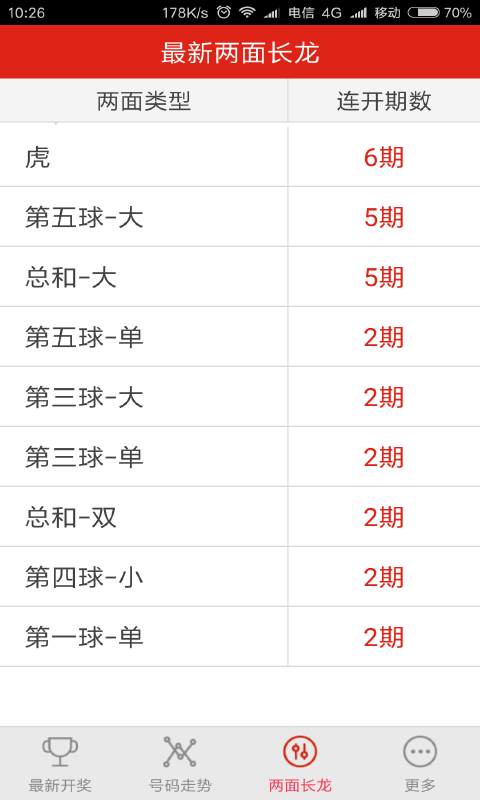 10:26 178K/s 电信 4G 移动 70%
最新两面长龙
两面类型 连开期数
虎 6期
第五球-大 5期
总和-大 5期
第五球-单 2期
第三球-大 2期
第三球-单 2期
总和-双 2期
第四球-小 2期
第一球-单 2期
最新开奖 号码走势 两面长龙 更多